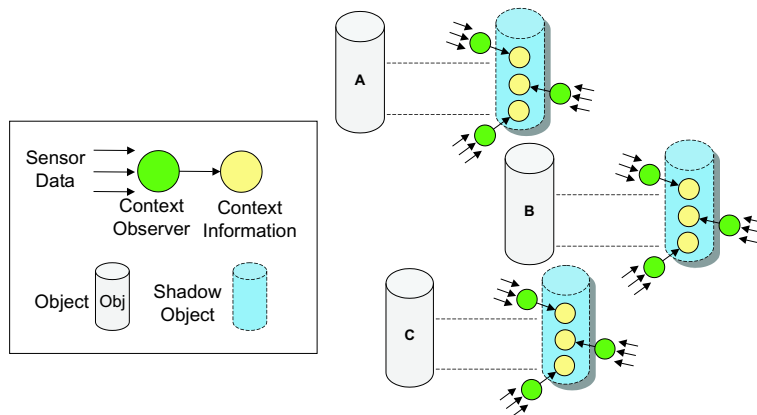 A
B
C
Sensor
Data
Context
Observer
Context
Information
Object
Obj
Shadow
Object